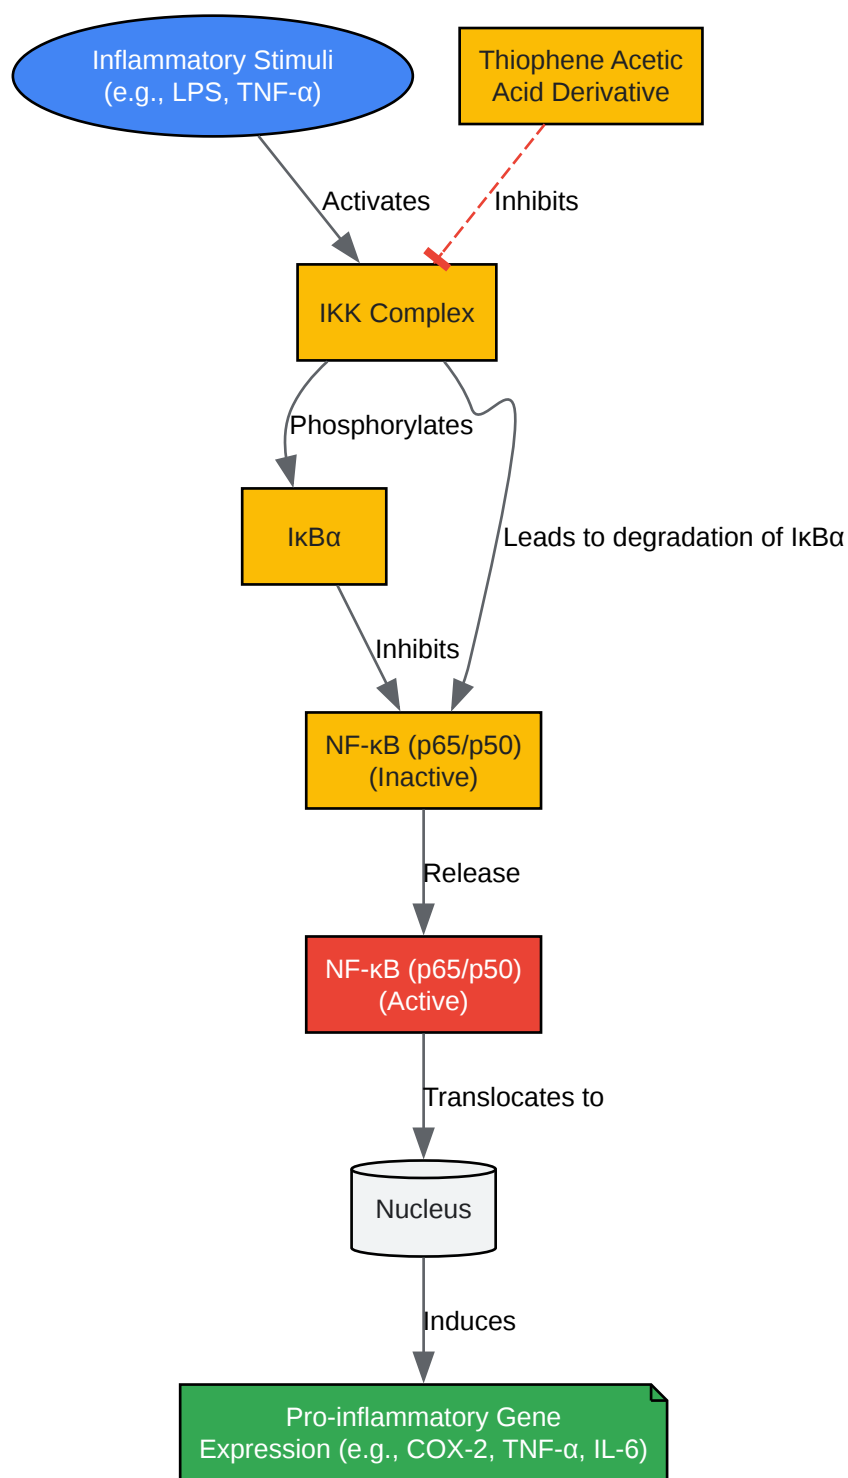 Inflammatory Stimuli
(e.g., LPS, TNF-α)
Thiophene Acetic
Acid Derivative
Activates
Inhibits
IKK Complex
Phosphorylates
IκBα
Leads to degradation of IκBα
Inhibits
NF-κB (p65/p50)
(Inactive)
Release
NF-κB (p65/p50)
(Active)
Translocates to
Nucleus
Induces
Pro-inflammatory Gene
Expression (e.g., COX-2, TNF-α, IL-6)